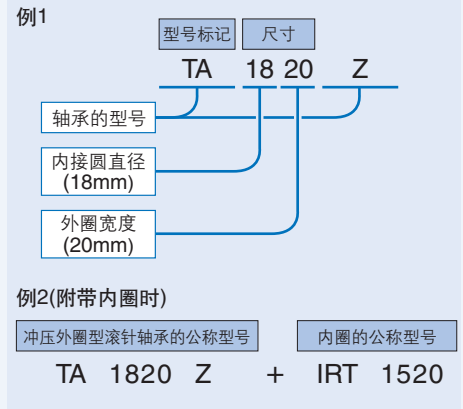 例1
型号标记 尺寸
TA 18 20 Z
轴承的型号
内接圆直径
(18mm)
外圈宽度
(20mm)
例2(附带内圈时)
冲压外圈型滚针轴承的公称型号 内圈的公称型号
TA 1820 Z + IRT 1520